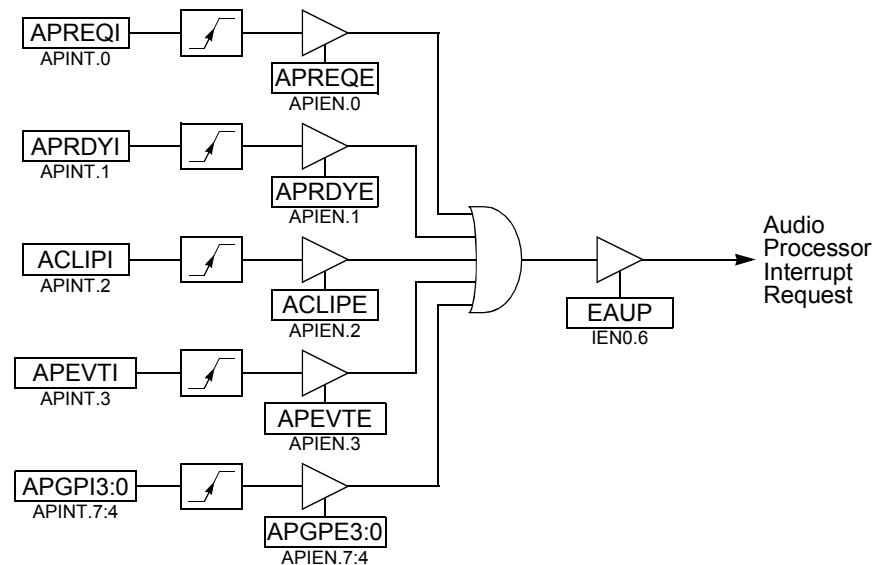 APREQI
APINT.0
APREQE
APIEN.0
APRDYI
APINT.1
APRDYE
APIEN.1
ACLIPI
APINT.2
ACLIPE
APIEN.2
APEVTI
APINT.3
APEVTE
APIEN.3
APGPI3:0
APINT.7:4
APGPE3:0
APIEN.7:4
EAUP
IEN0.6
Audio
Processor
Interrupt
Request